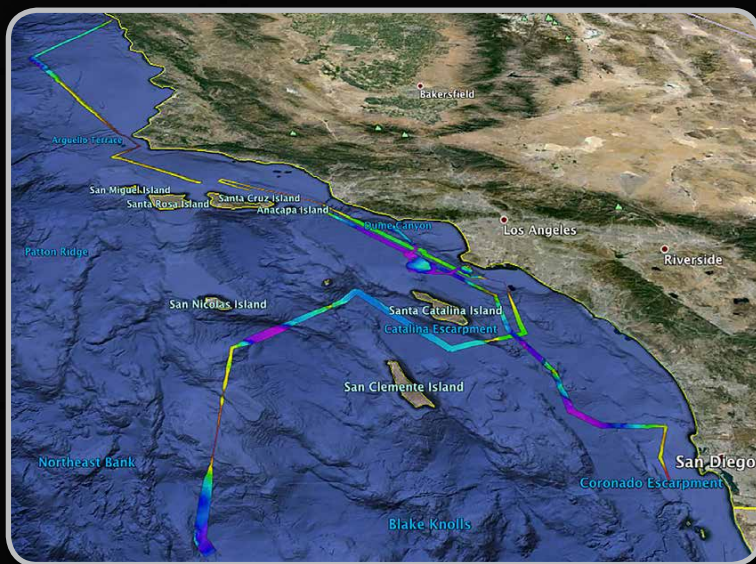 Bakersfield
Arguello Terrace
San Miguel Island
Santa Rosa Island
Santa Cruz Island
Anacapa Island
Dume Canyon
Los Angeles
Patton Ridge
Riverside
San Nicolas Island
Santa Catalina Island
Catalina Escarpment
San Clemente Island
Northeast Bank
San Diego
Coronado Escarpment
Blake Knolls